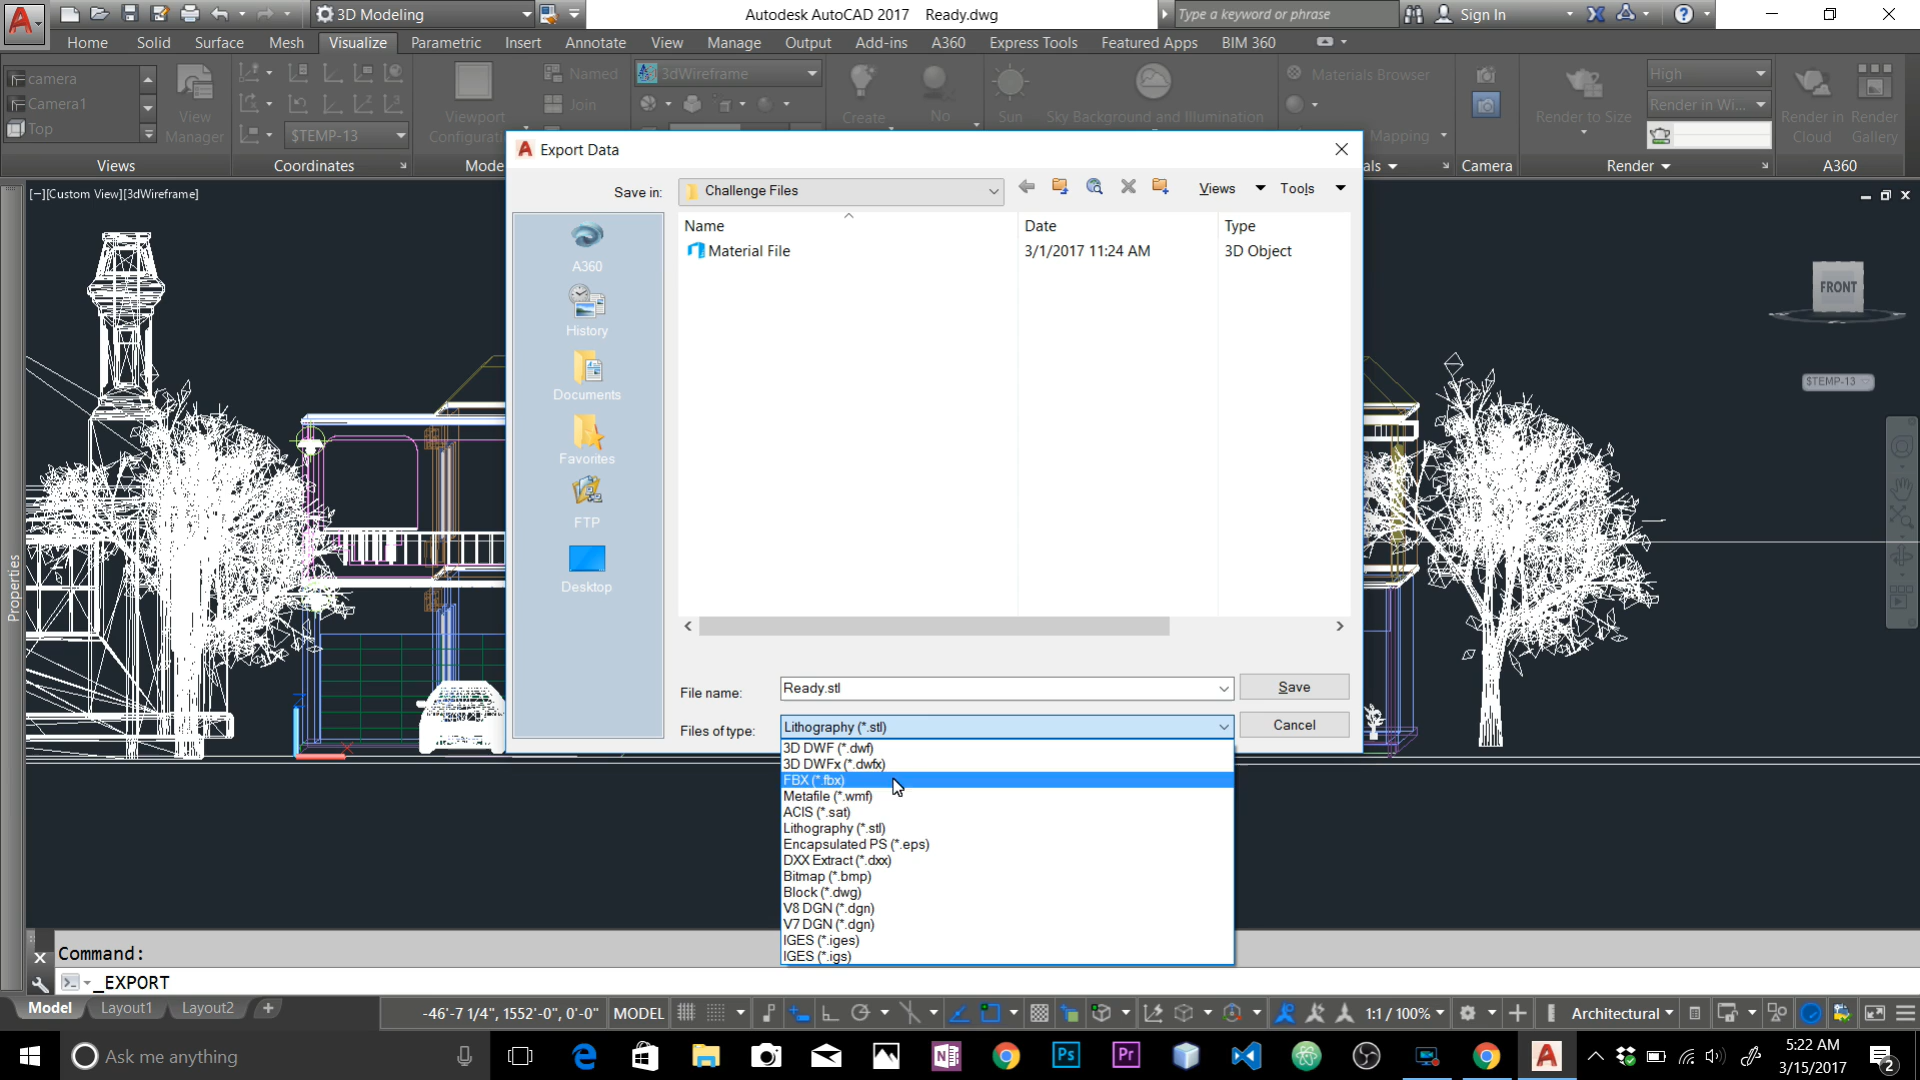 3D Modeling
Autodesk AutoCAD 2017 Ready.dwg
Type a keyword or phrase
Sign In
Home Solid Surface Mesh Visualize Parametric Insert Annotate View Manage Output Add-ins A360 Express Tools Featured Apps BIM 360
camera
Camera1
Top
View
Manager
$TEMP-13
Viewport
Named
Join
3dWireframe
Create
No
Sun
Sky Background and Illumination
Materials Browser
Mapping
Render to Size
High
Render in Wi...
Render in
Cloud
Render
Gallery
Views
Coordinates
Camera
Render
A360
[−][Custom View][3dWireframe]
Export Data
Save in:
Challenge Files
Views
Tools
Name Date Type
Material File 3/1/2017 11:24 AM 3D Object
A360
History
Documents
Favorites
FTP
Desktop
FRONT
$TEMP-13
Properties
File name:
Ready.stl
Save
Files of type:
Lithography (*.stl)
Cancel
3D DWF (*.dwf)
3D DWFx (*.dwfx)
FBX (*.fbx)
Metafile (*.wmf)
ACIS (*.sat)
Lithography (*.stl)
Encapsulated PS (*.eps)
DXX Extract (*.dxx)
Bitmap (*.bmp)
Block (*.dwg)
V8 DGN (*.dgn)
V7 DGN (*.dgn)
IGES (*.iges)
IGES (*.igs)
Command:
_EXPORT
Model Layout1 Layout2
-46'-7 1/4", 1552'-0", 0'-0" MODEL
1:1 / 100%
Architectural
Ask me anything
Ps
Pr
5:22 AM
3/15/2017
2